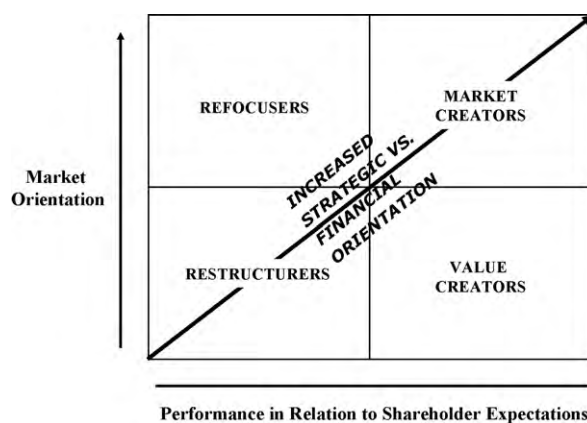 REFOCUSERS
MARKET
CREATORS
INCREASED
STRATEGIC VS.
FINANCIAL
ORIENTATION
Market
Orientation
RESTRUCTURERS
VALUE
CREATORS
Performance in Relation to Shareholder Expectations